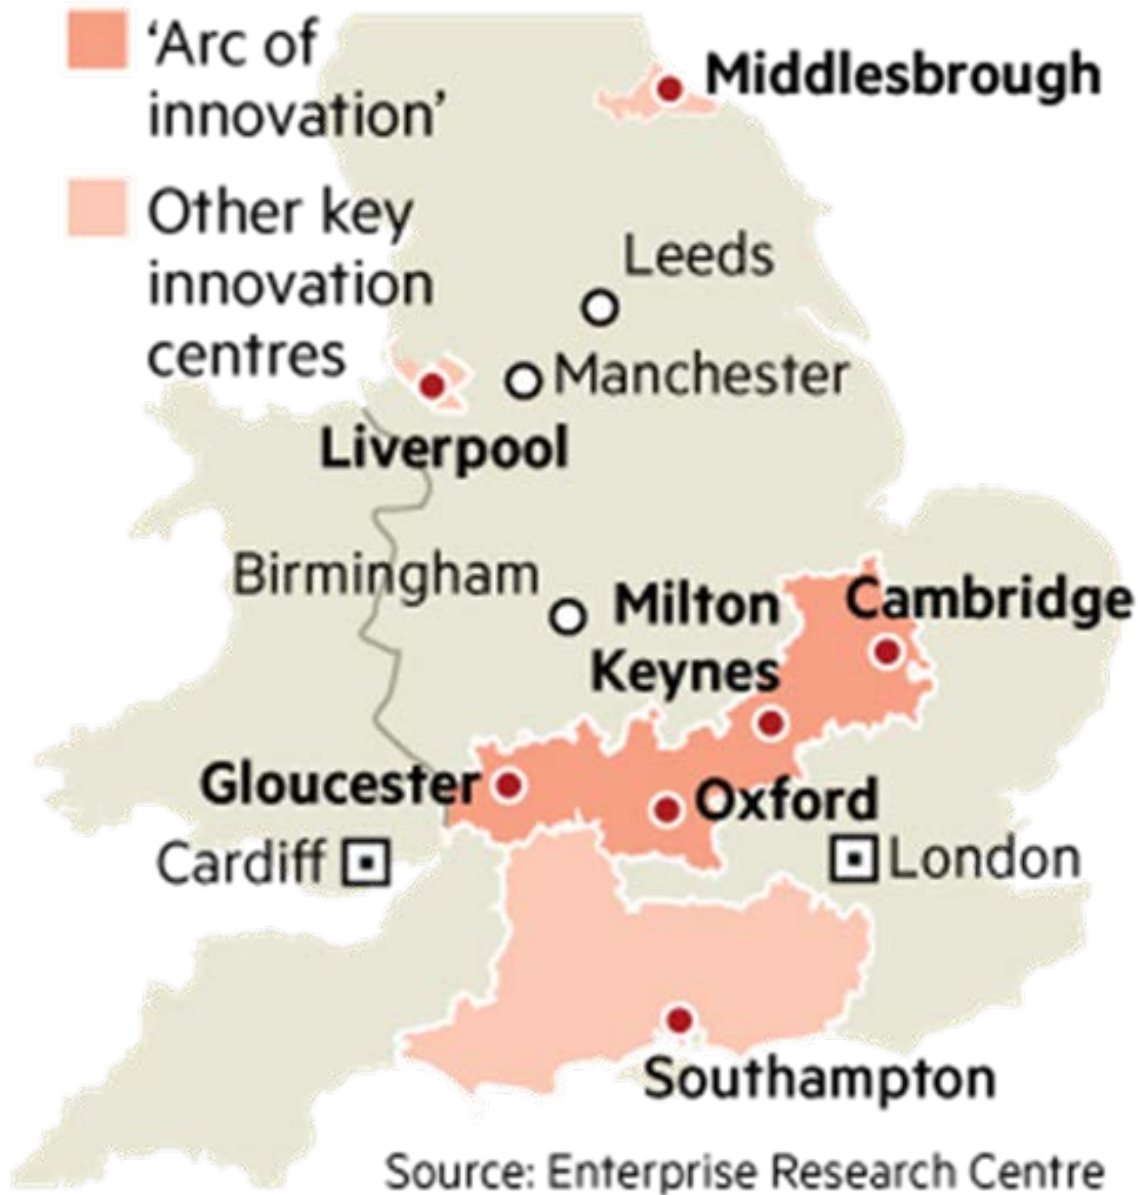 ‘Arc of
innovation’
Other key
innovation
centres
Middlesbrough
Leeds
Manchester
Liverpool
Birmingham
Milton
Keynes
Cambridge
Gloucester
Oxford
Cardiff
London
Southampton
Source: Enterprise Research Centre